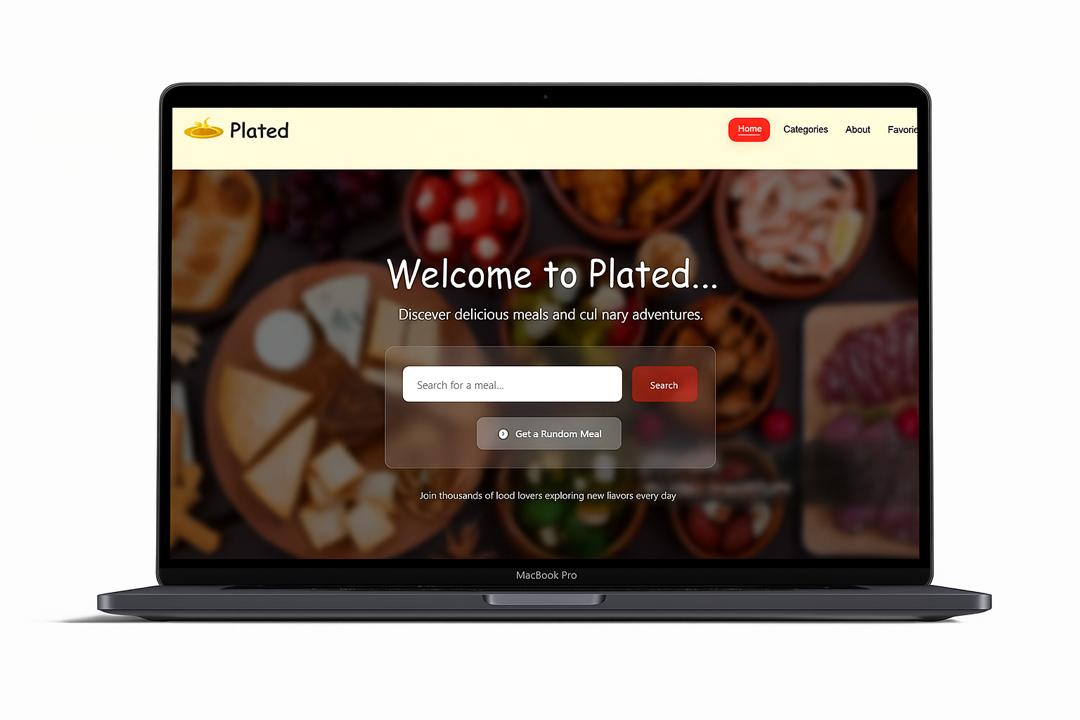 Plated
Home Categories About Favorie
Welcome to Plated...
Discever delicious meals and cul nary adventures.
Search for a meal...
Search
Get a Rundom Meal
Join thousands of lood lovers exploring new liavors every day
MacBook Pro